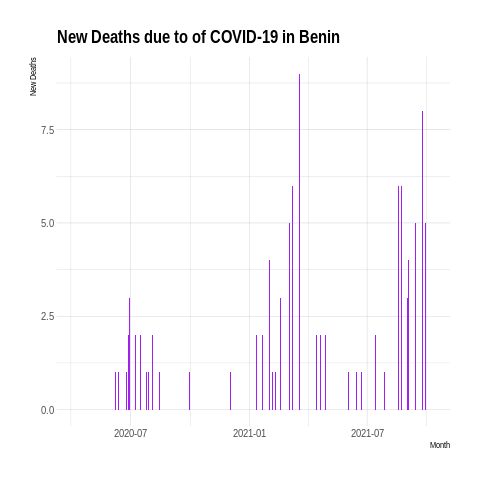 New Deaths due to of COVID-19 in Benin
New Deaths
7.5
5.0
2.5
0.0
2020-07
2021-01
2021-07
Month